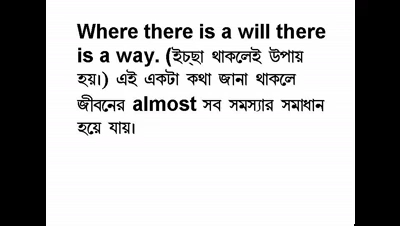 Where there is a will there
is a way. (ইচ্ছা থাকলেই উপায়
হয়।) এই একটা কথা জানা থাকলে
জীবনের almost সব সমস্যার সমাধান
হয়ে যায়।